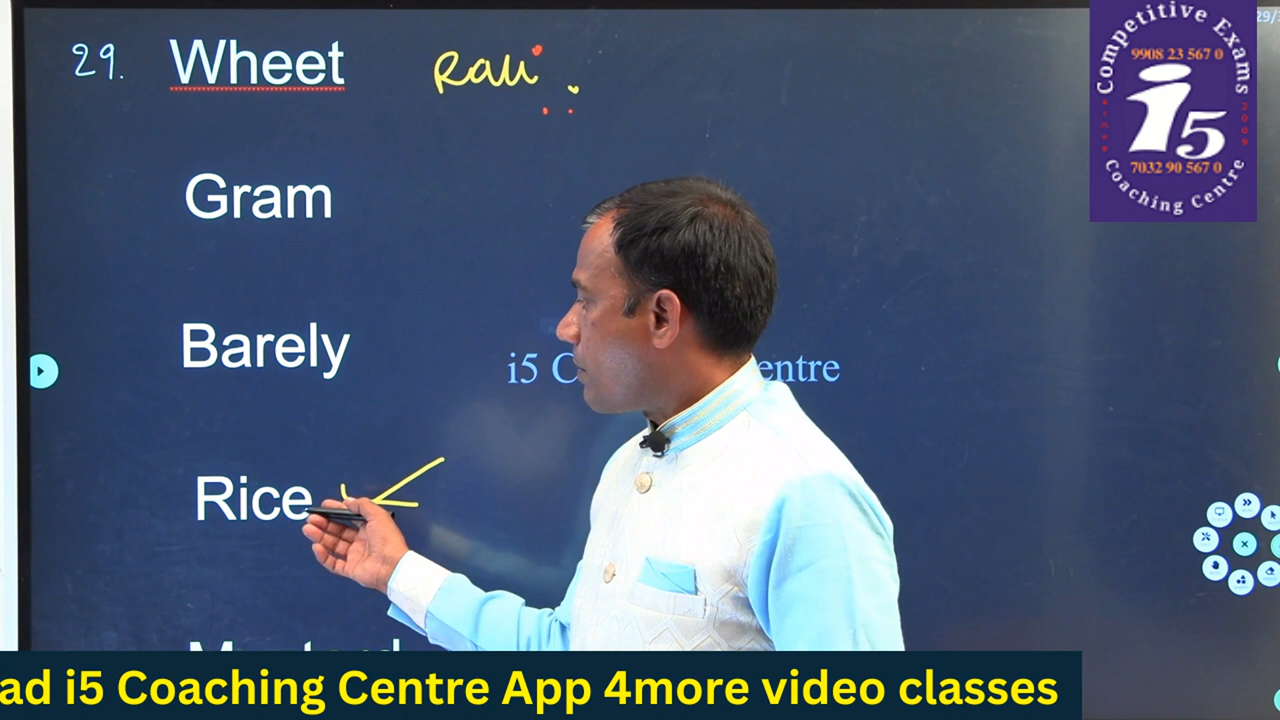 29. Wheet Rabi
Gram
Barely
i5 C entre
Rice
ad i5 Coaching Centre App 4more video classes
Competitive Exams
9908 23 567 0
i5
7032 90 567 0
Coaching Centre